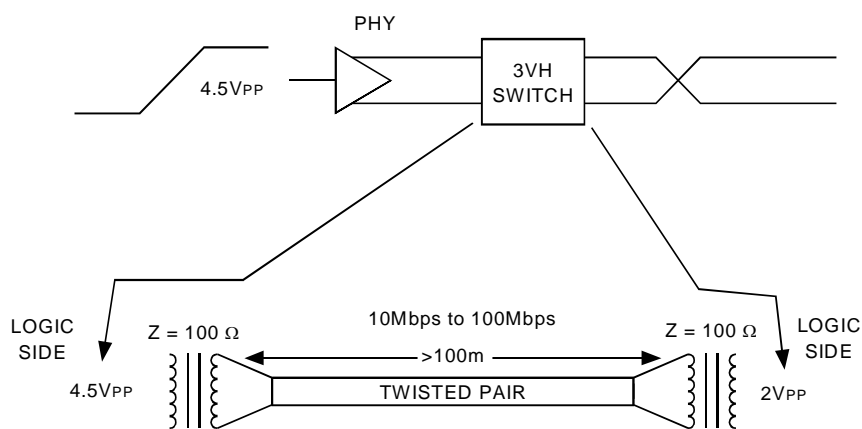 PHY
4.5VPP
3VH
SWITCH
LOGIC
SIDE
Z = 100 Ω
10Mbps to 100Mbps
Z = 100 Ω
LOGIC
SIDE
>100m
4.5VPP
TWISTED PAIR
2VPP